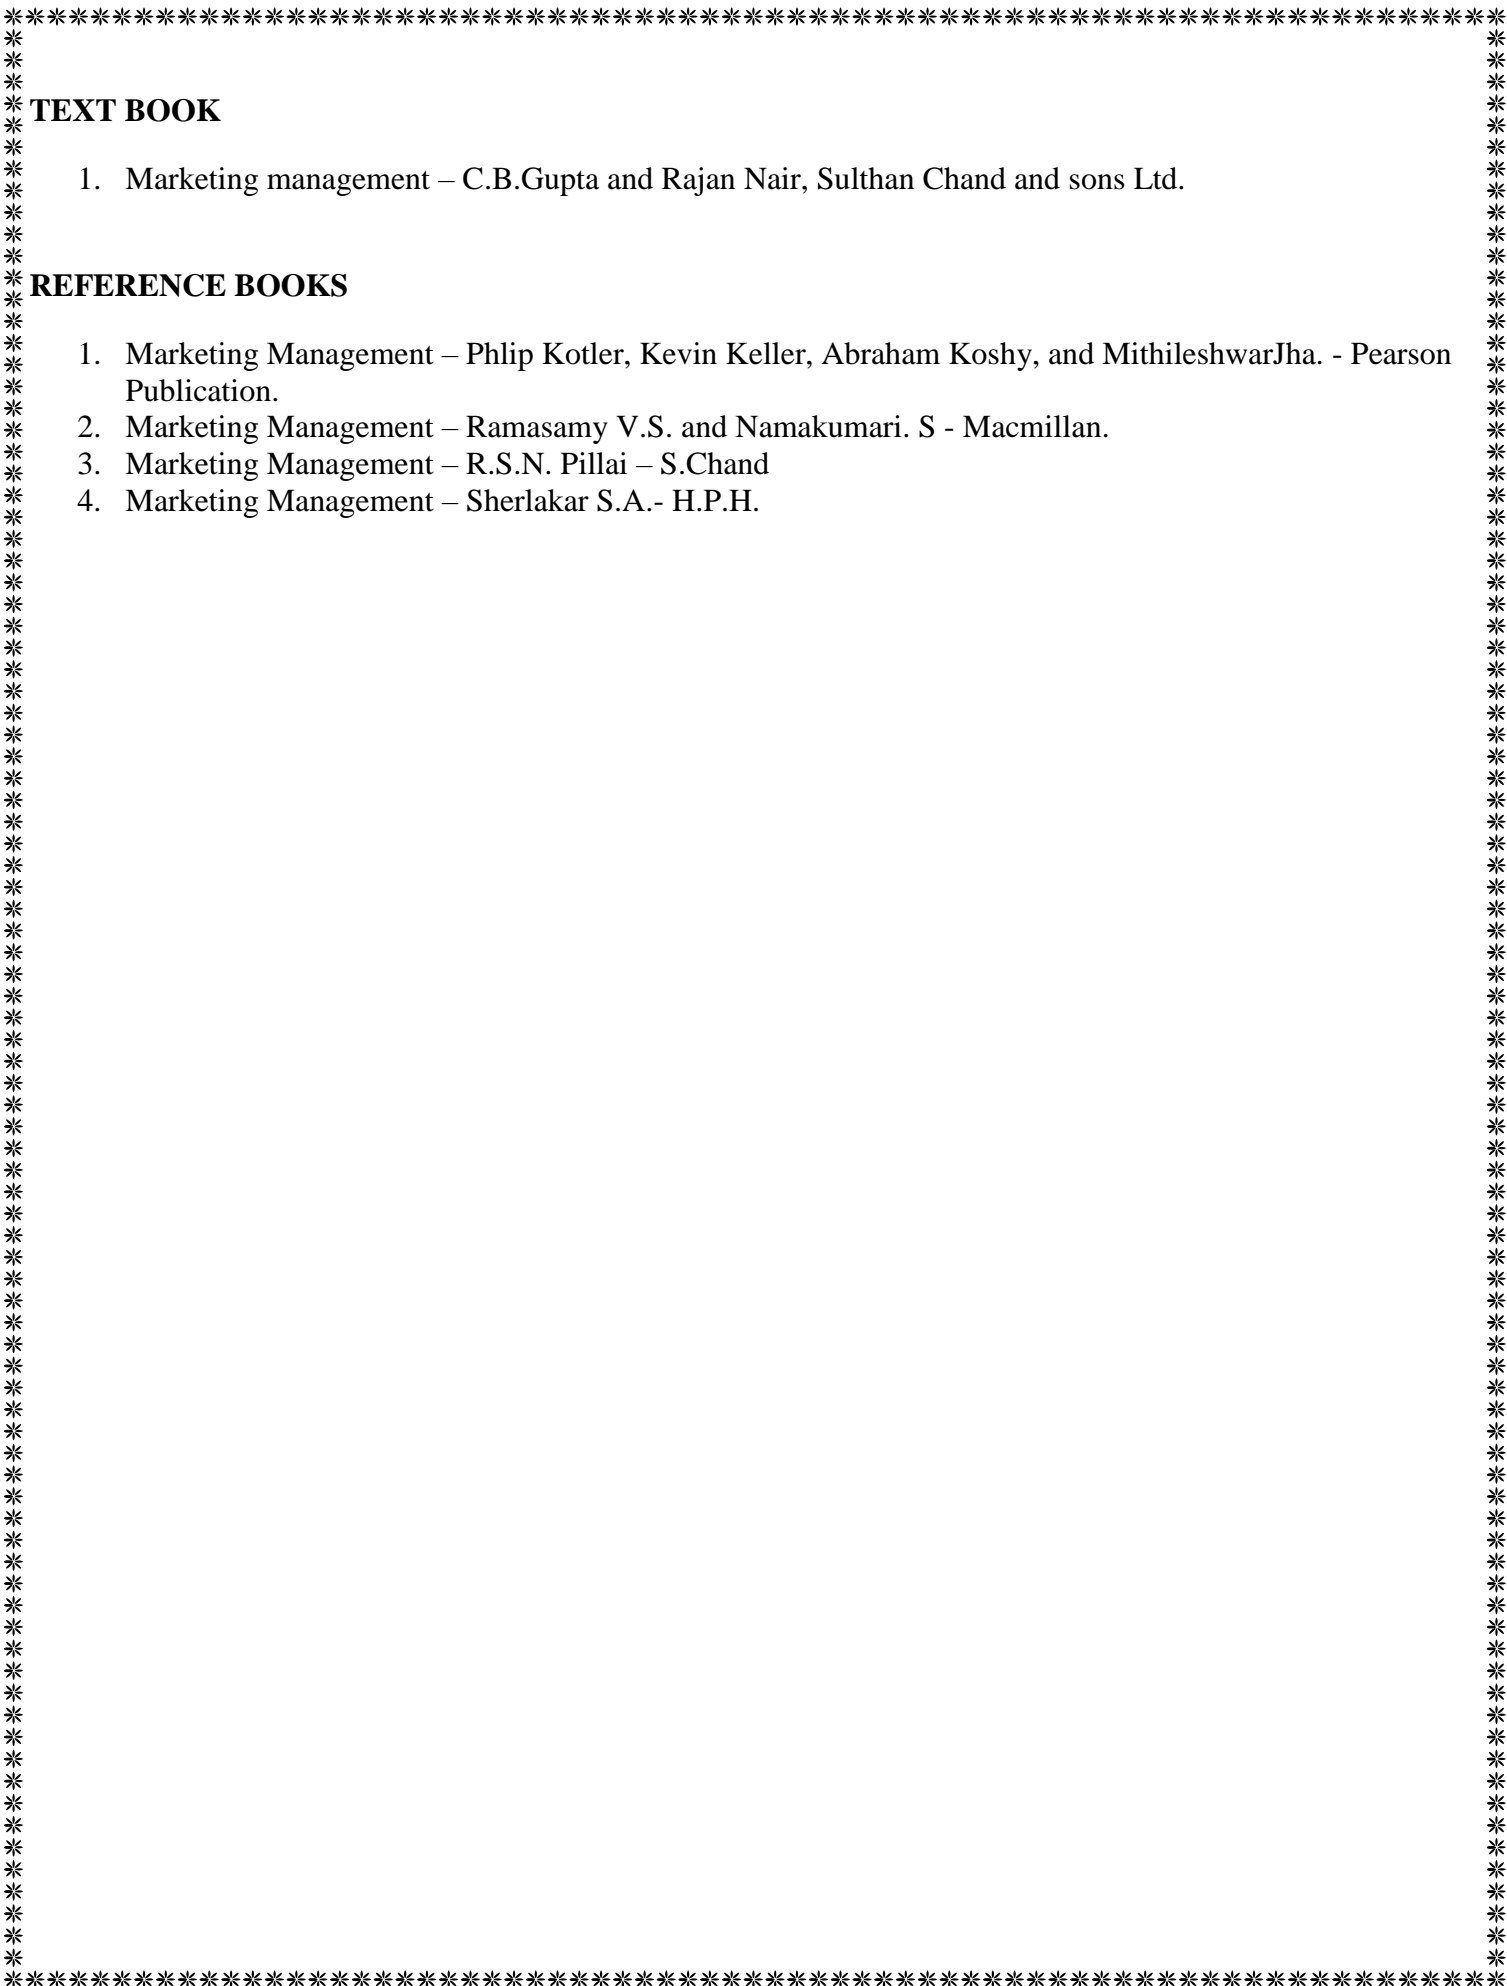 TEXT BOOK
1. Marketing management – C.B.Gupta and Rajan Nair, Sulthan Chand and sons Ltd.
REFERENCE BOOKS
1. Marketing Management – Phlip Kotler, Kevin Keller, Abraham Koshy, and MithileshwarJha. - Pearson
Publication.
2. Marketing Management – Ramasamy V.S. and Namakumari. S - Macmillan.
3. Marketing Management – R.S.N. Pillai – S.Chand
4. Marketing Management – Sherlakar S.A.- H.P.H.